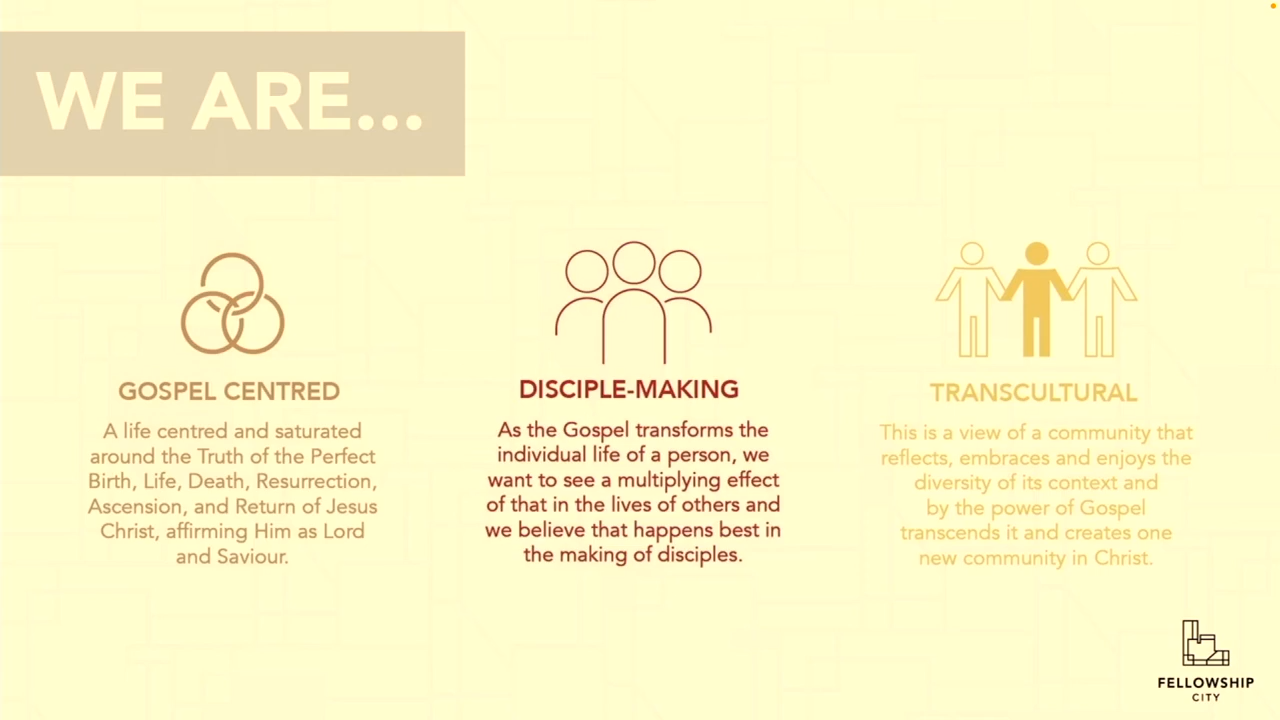 WE ARE...
GOSPEL CENTRED
A life centred and saturated
around the Truth of the Perfect
Birth, Life, Death, Resurrection,
Ascension, and Return of Jesus
Christ, affirming Him as Lord
and Saviour.
DISCIPLE-MAKING
As the Gospel transforms the
individual life of a person, we
want to see a multiplying effect
of that in the lives of others and
we believe that happens best in
the making of disciples.
TRANSCULTURAL
This is a view of a community that
reflects, embraces and enjoys the
diversity of its context and
by the power of Gospel
transcends it and creates one
new community in Christ.
FELLOWSHIP
CITY